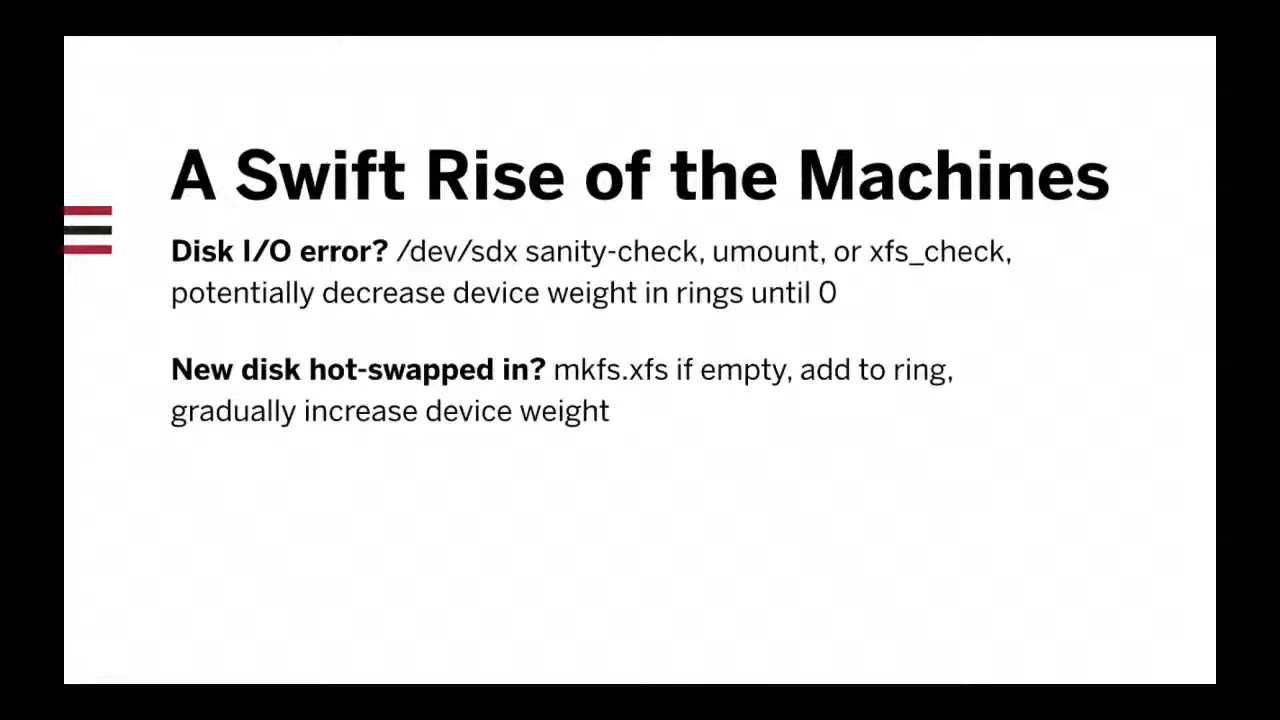 A Swift Rise of the Machines
Disk I/O error? /dev/sdx sanity-check, umount, or xfs_check,
potentially decrease device weight in rings until 0
New disk hot-swapped in? mkfs.xfs if empty, add to ring,
gradually increase device weight